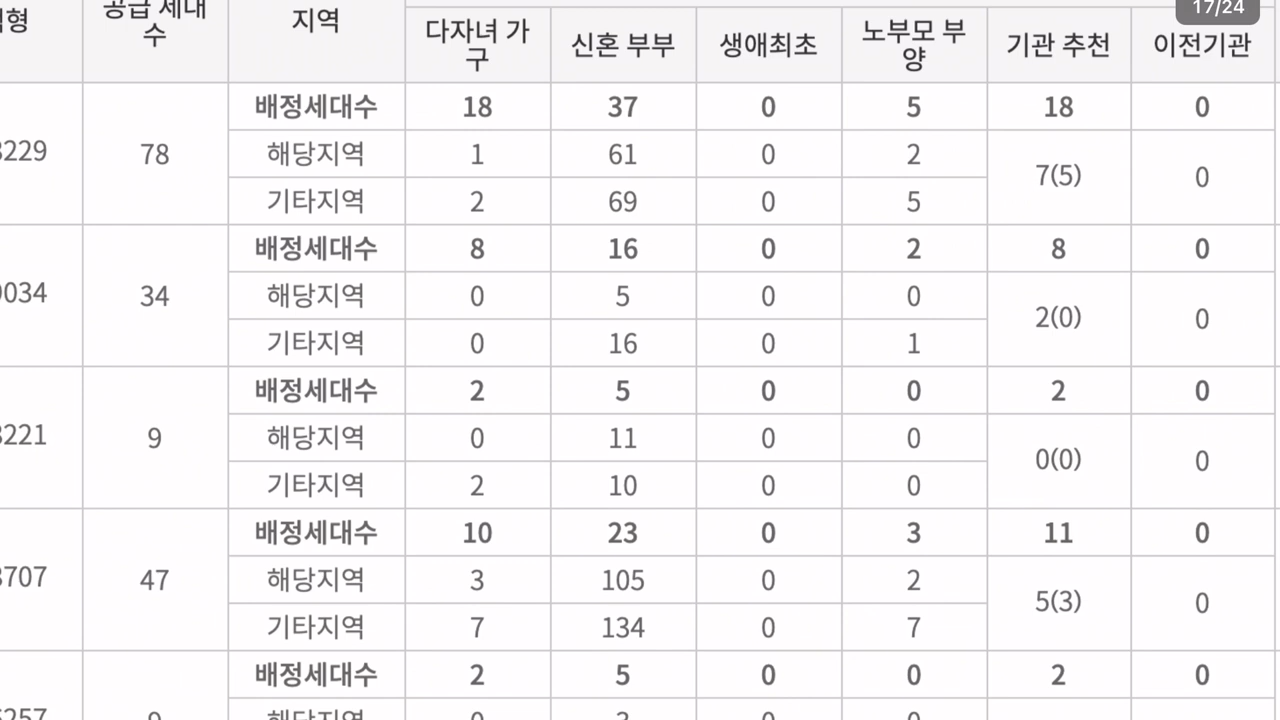 17/24
공급 세대수 지역 다자녀 가구 신혼 부부 생애최초 노부모 부양 기관 추천 이전기관
배정세대수 18 37 0 5 18 0
8229 78 해당지역 1 61 0 2 7(5) 0
기타지역 2 69 0 5
배정세대수 8 16 0 2 8 0
0034 34 해당지역 0 5 0 0 2(0) 0
기타지역 0 16 0 1
배정세대수 2 5 0 0 2 0
8221 9 해당지역 0 11 0 0 0(0) 0
기타지역 2 10 0 0
배정세대수 10 23 0 3 11 0
8707 47 해당지역 3 105 0 2 5(3) 0
기타지역 7 134 0 7
배정세대수 2 5 0 0 2 0